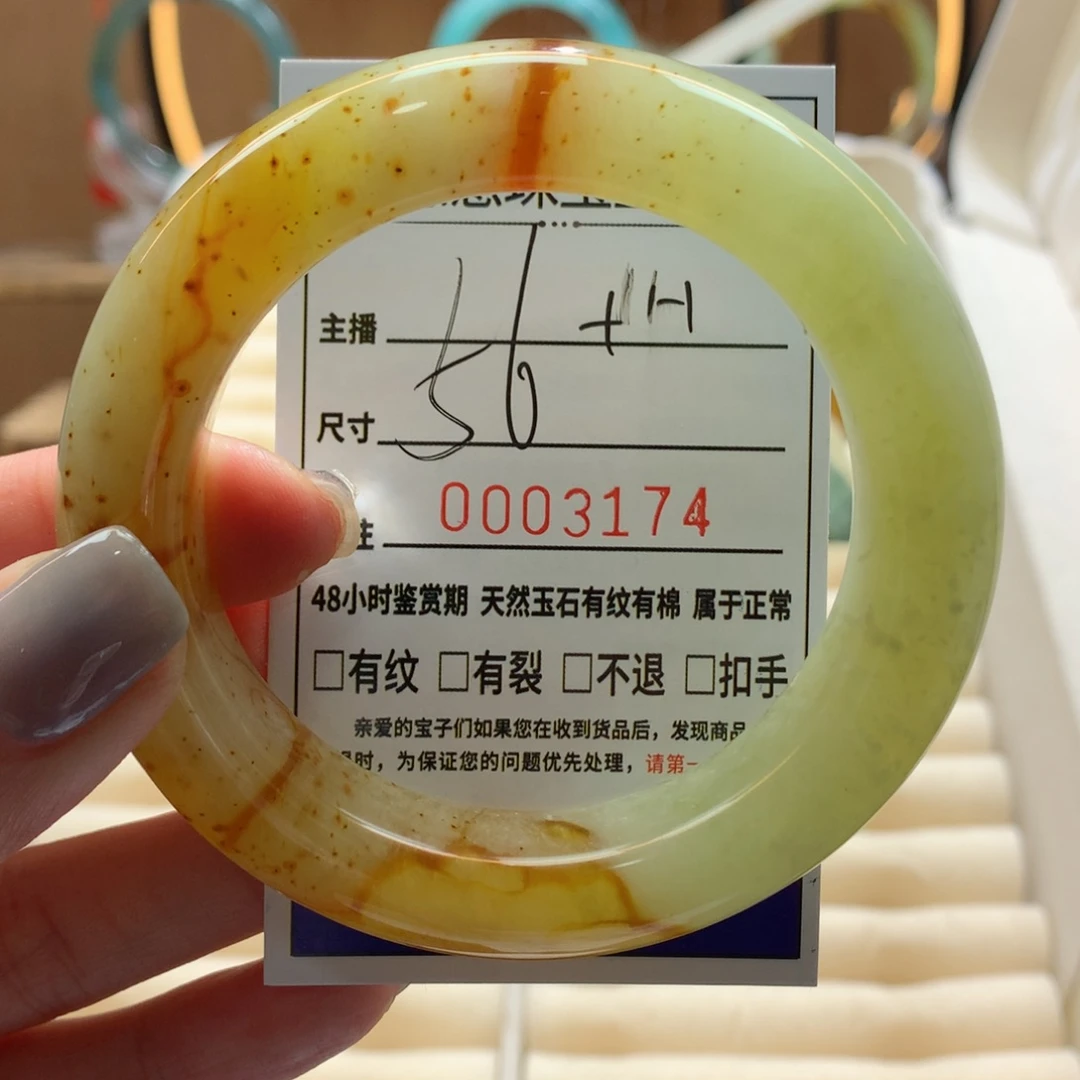 主播
尺寸 56
0003174
48小时鉴赏期 天然玉石有纹有棉 属于正常
□有纹 □有裂 □不退 □扣手
亲爱的宝子们如果您在收到货品后，发现商品
时，为保证您的问题优先处理，请第一